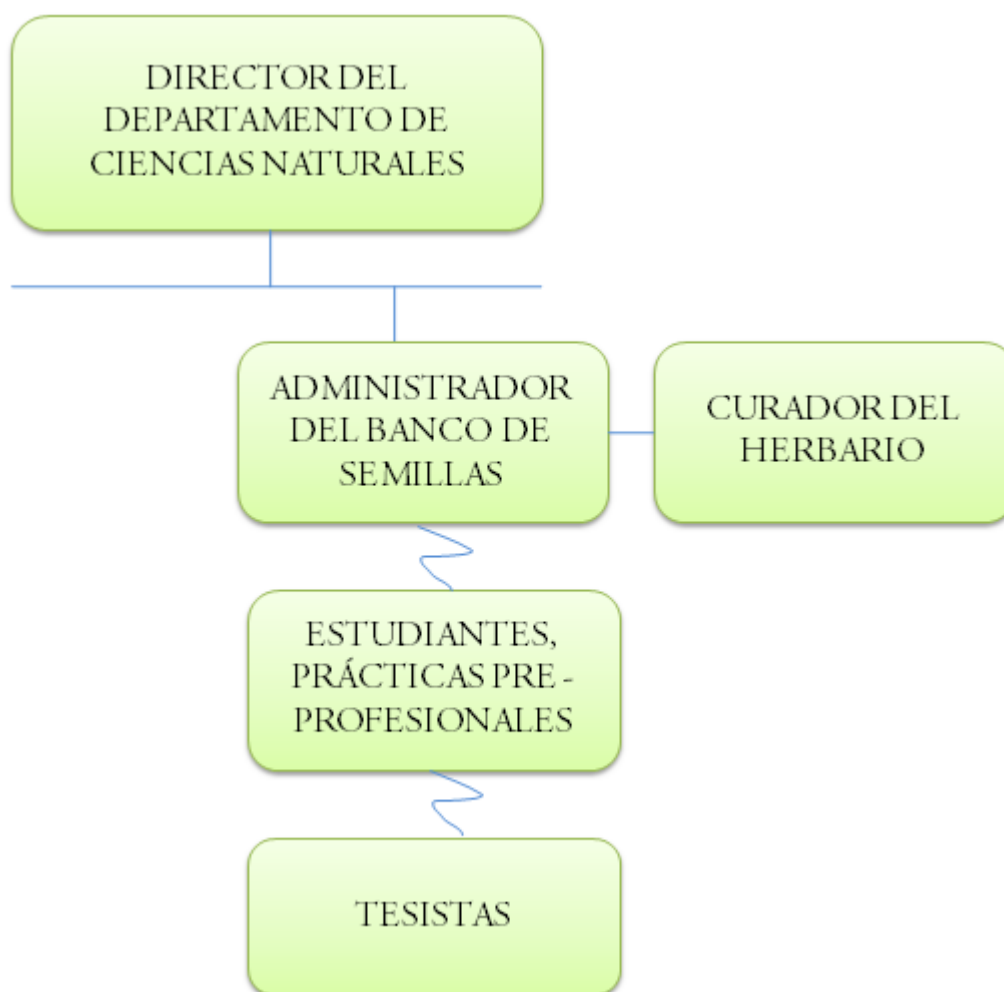 DIRECTOR DEL
DEPARTAMENTO DE
CIENCIAS NATURALES
ADMINISTRADOR
DEL BANCO DE
SEMILLAS
CURADOR DEL
HERBARIO
ESTUDIANTES,
PRÁCTICAS PRE -
PROFESIONALES
TESISTAS